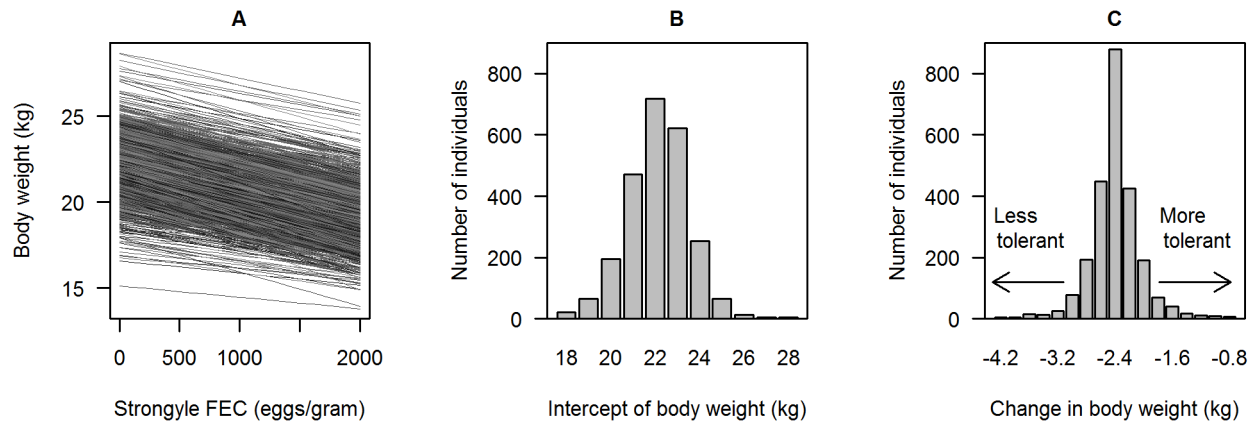 A
Body weight (kg)
25
20
15
0 500 1000 2000
Strongyle FEC (eggs/gram)
B
Number of individuals
800
600
400
200
0
18 20 22 24 26 28
Intercept of body weight (kg)
C
Number of individuals
800
600
400
200
0
Less
tolerant
More
tolerant
-4.2 -3.2 -2.4 -1.6 -0.8
Change in body weight (kg)